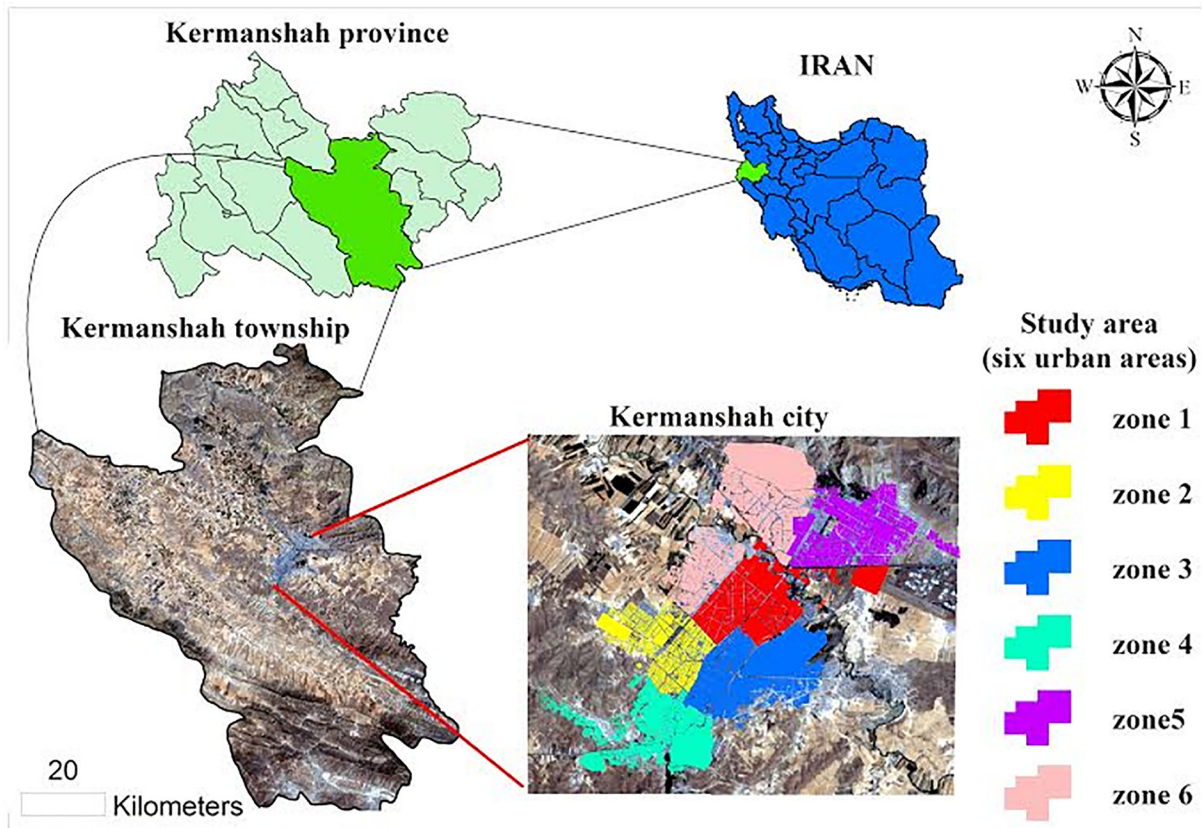 Kermanshah province
IRAN
N
W E
S
Kermanshah township
Study area
(six urban areas)
Kermanshah city
zone 1
zone 2
zone 3
zone 4
zone5
zone 6
20
Kilometers